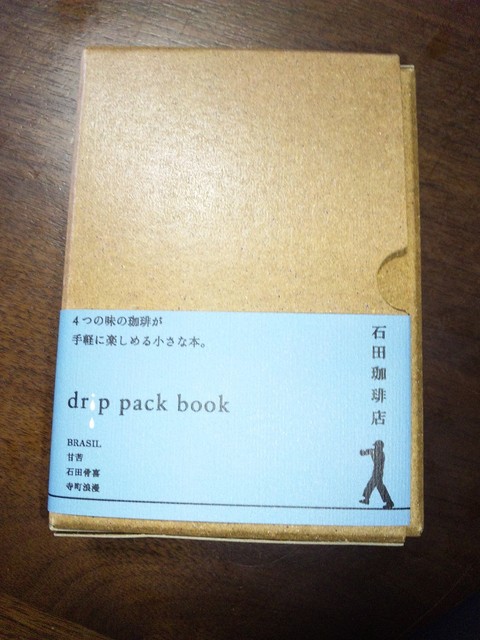 4つの味の珈琲が
手軽に楽しめる小さな本。
drip pack book
BRASIL
甘苦
石田骨喜
寺町浪漫
石田珈琲店